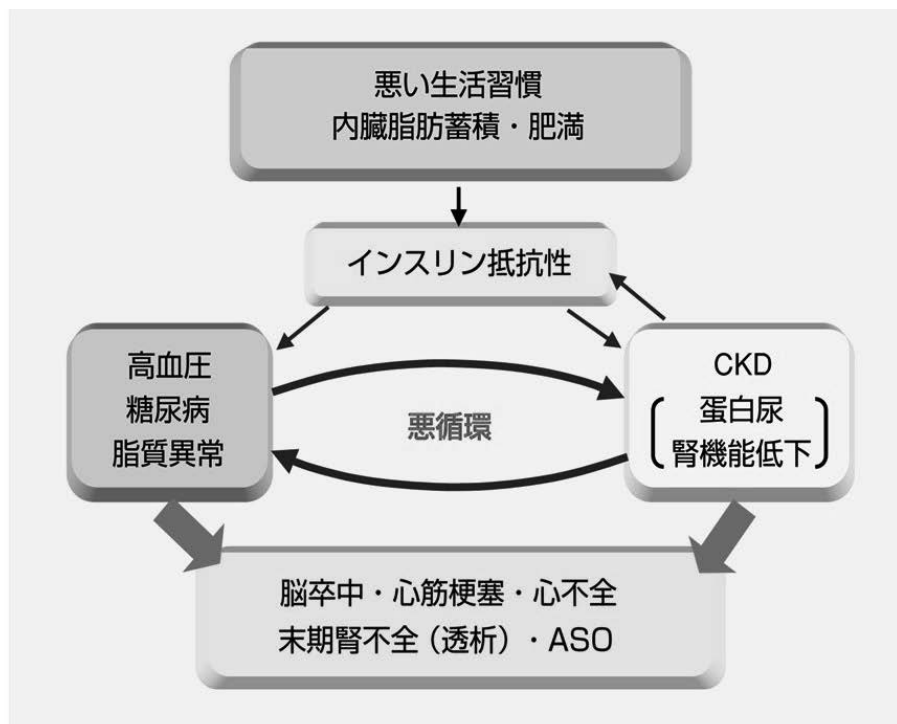 悪い生活習慣
内臓脂肪蓄積・肥満
インスリン抵抗性
高血圧
糖尿病
脂質異常
悪循環
CKD
蛋白尿
腎機能低下
脳卒中・心筋梗塞・心不全
末期腎不全（透析）・ASO